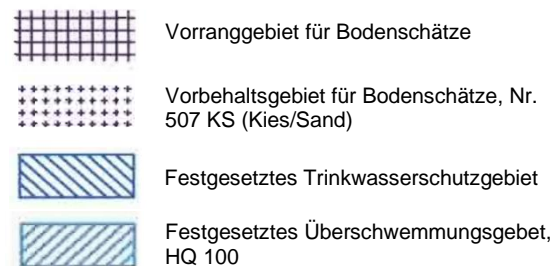 Vorranggebiet für Bodenschätze
Vorbehaltsgebiet für Bodenschätze, Nr.
507 KS (Kies/Sand)
Festgesetztes Trinkwasserschutzgebiet
Festgesetztes Überschwemmungsgebet,
HQ 100